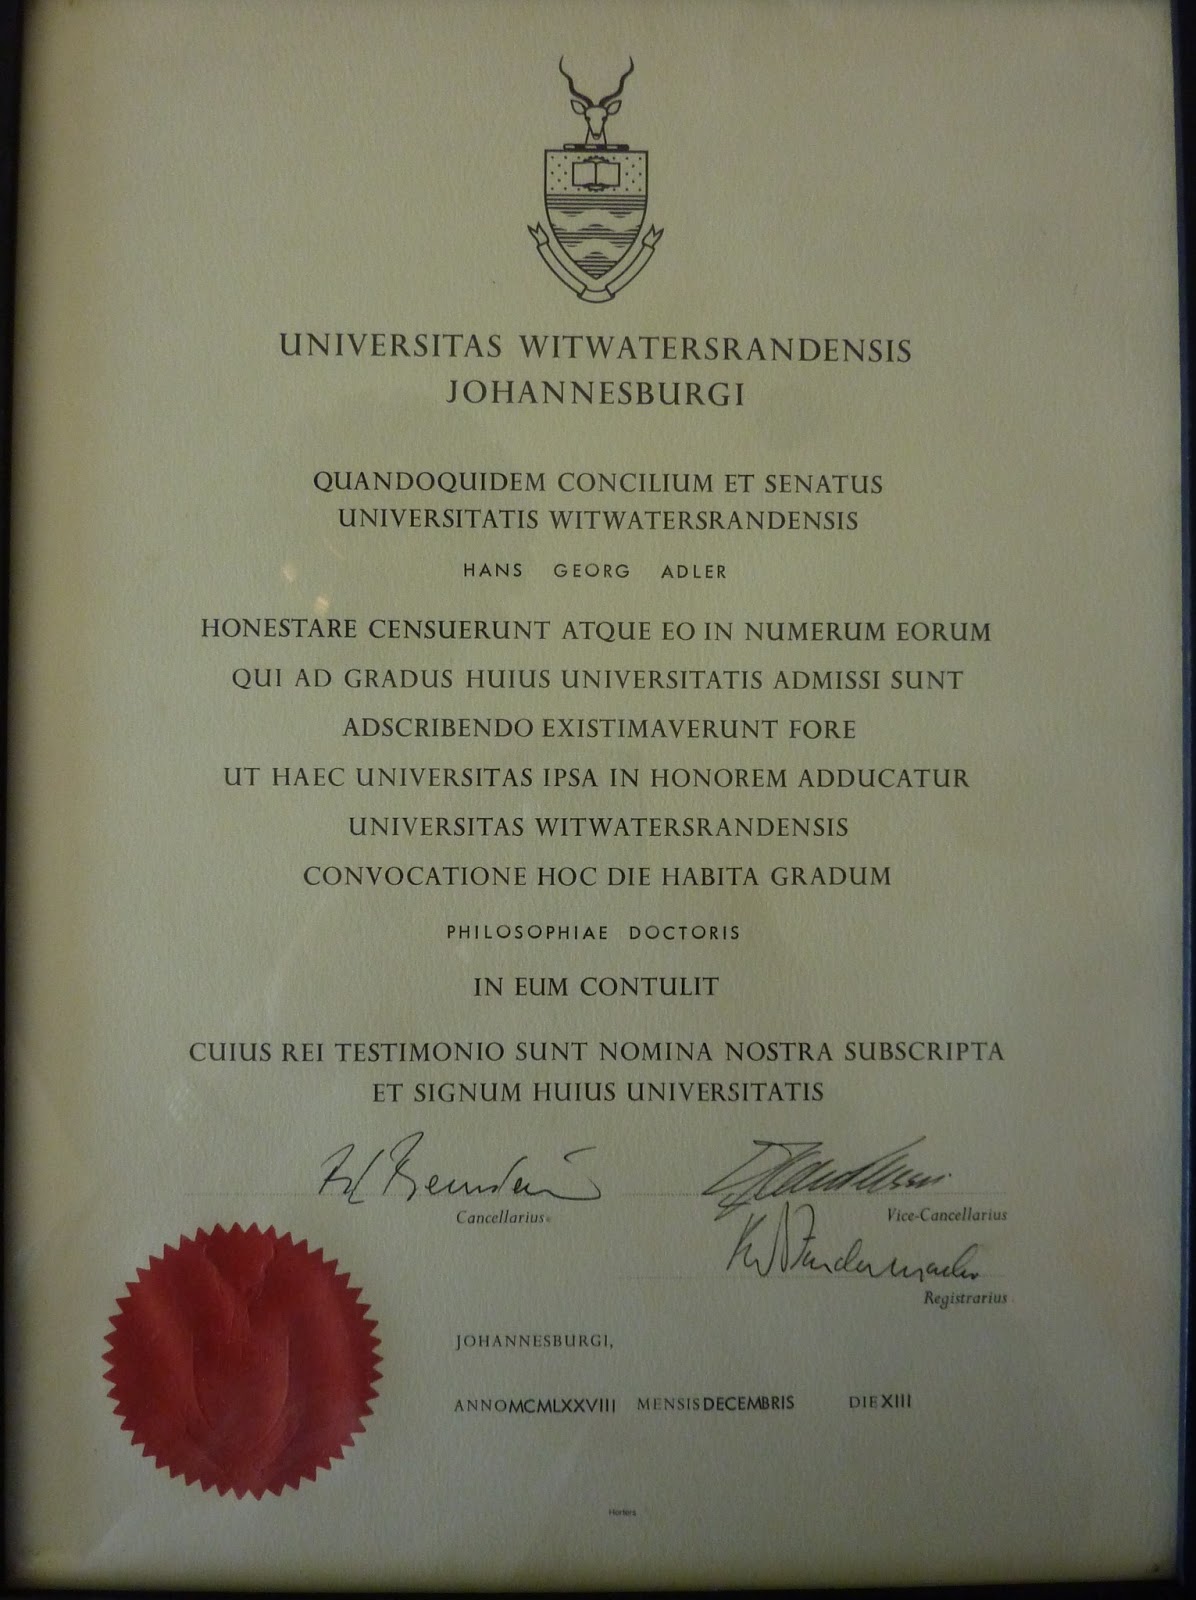 UNIVERSITAS WITWATERSRANDENSIS
JOHANNESBURGI
QUANDOQUIDEM CONCILIUM ET SENATUS
UNIVERSITATIS WITWATERSRANDENSIS
HANS GEORG ADLER
HONESTARE CENSUERUNT ATQUE EO IN NUMERUM EORUM
QUI AD GRADUS HUIUS UNIVERSITATIS ADMISSI SUNT
ADSCRIBENDO EXISTIMAVERUNT FORE
UT HAEC UNIVERSITAS IPSA IN HONOREM ADDUCATUR
UNIVERSITAS WITWATERSRANDENSIS
CONVOCATIONE HOC DIE HABITA GRADUM
PHILOSOPHIAE DOCTORIS
IN EUM CONTULIT
CUIUS REI TESTIMONIO SUNT NOMINA NOSTRA SUBSCRIPTA
ET SIGNUM HUIUS UNIVERSITATIS
Cancellarius
Vice-Cancellarius
Registrarius
JOHANNESBURGI,
ANNO MCMLXXVIII MENSIS DECEMBRIS DIE XIII